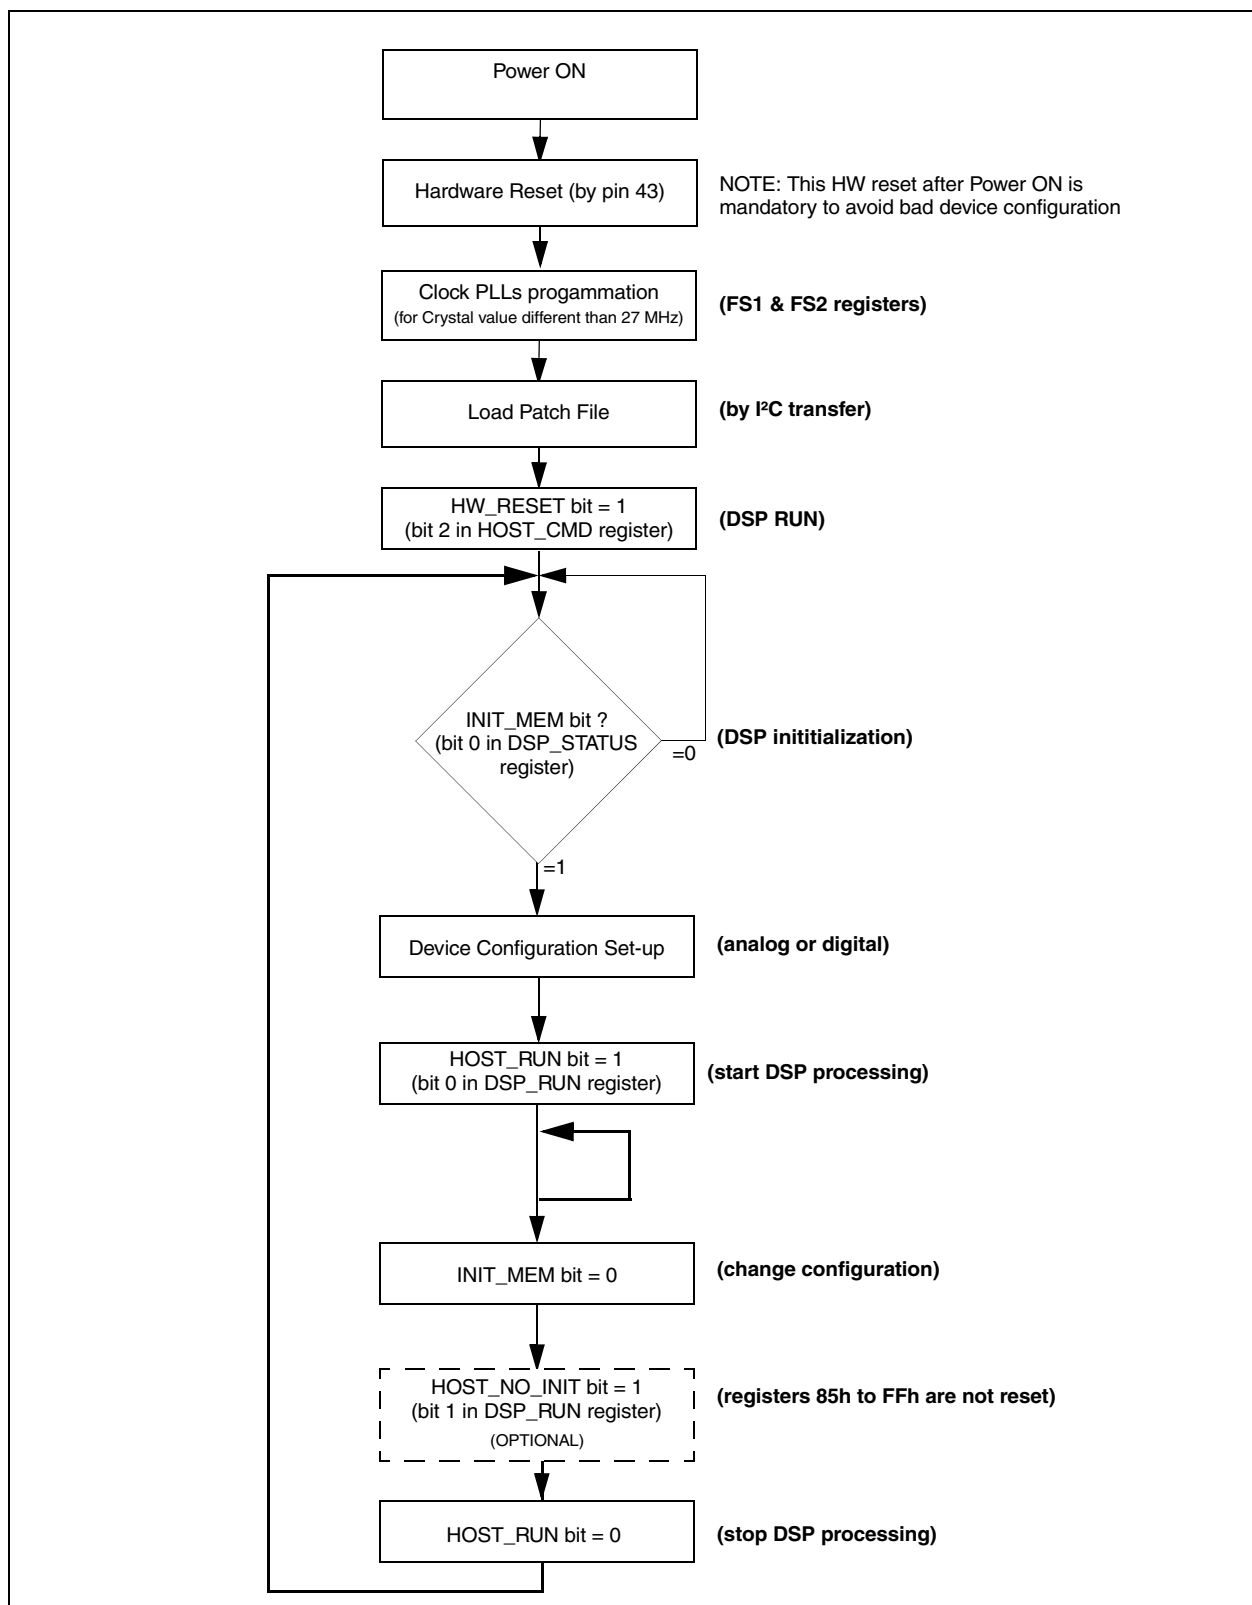 Power ON
Hardware Reset (by pin 43)
NOTE: This HW reset after Power ON is
mandatory to avoid bad device configuration
Clock PLLs progammation
(for Crystal value different than 27 MHz)
(FS1 & FS2 registers)
Load Patch File
(by I²C transfer)
HW_RESET bit = 1
(bit 2 in HOST_CMD register)
(DSP RUN)
INIT_MEM bit ?
(bit 0 in DSP_STATUS
register)
=0
(DSP inititialization)
=1
Device Configuration Set-up
(analog or digital)
HOST_RUN bit = 1
(bit 0 in DSP_RUN register)
(start DSP processing)
INIT_MEM bit = 0
(change configuration)
HOST_NO_INIT bit = 1
(bit 1 in DSP_RUN register)
(OPTIONAL)
(registers 85h to FFh are not reset)
HOST_RUN bit = 0
(stop DSP processing)